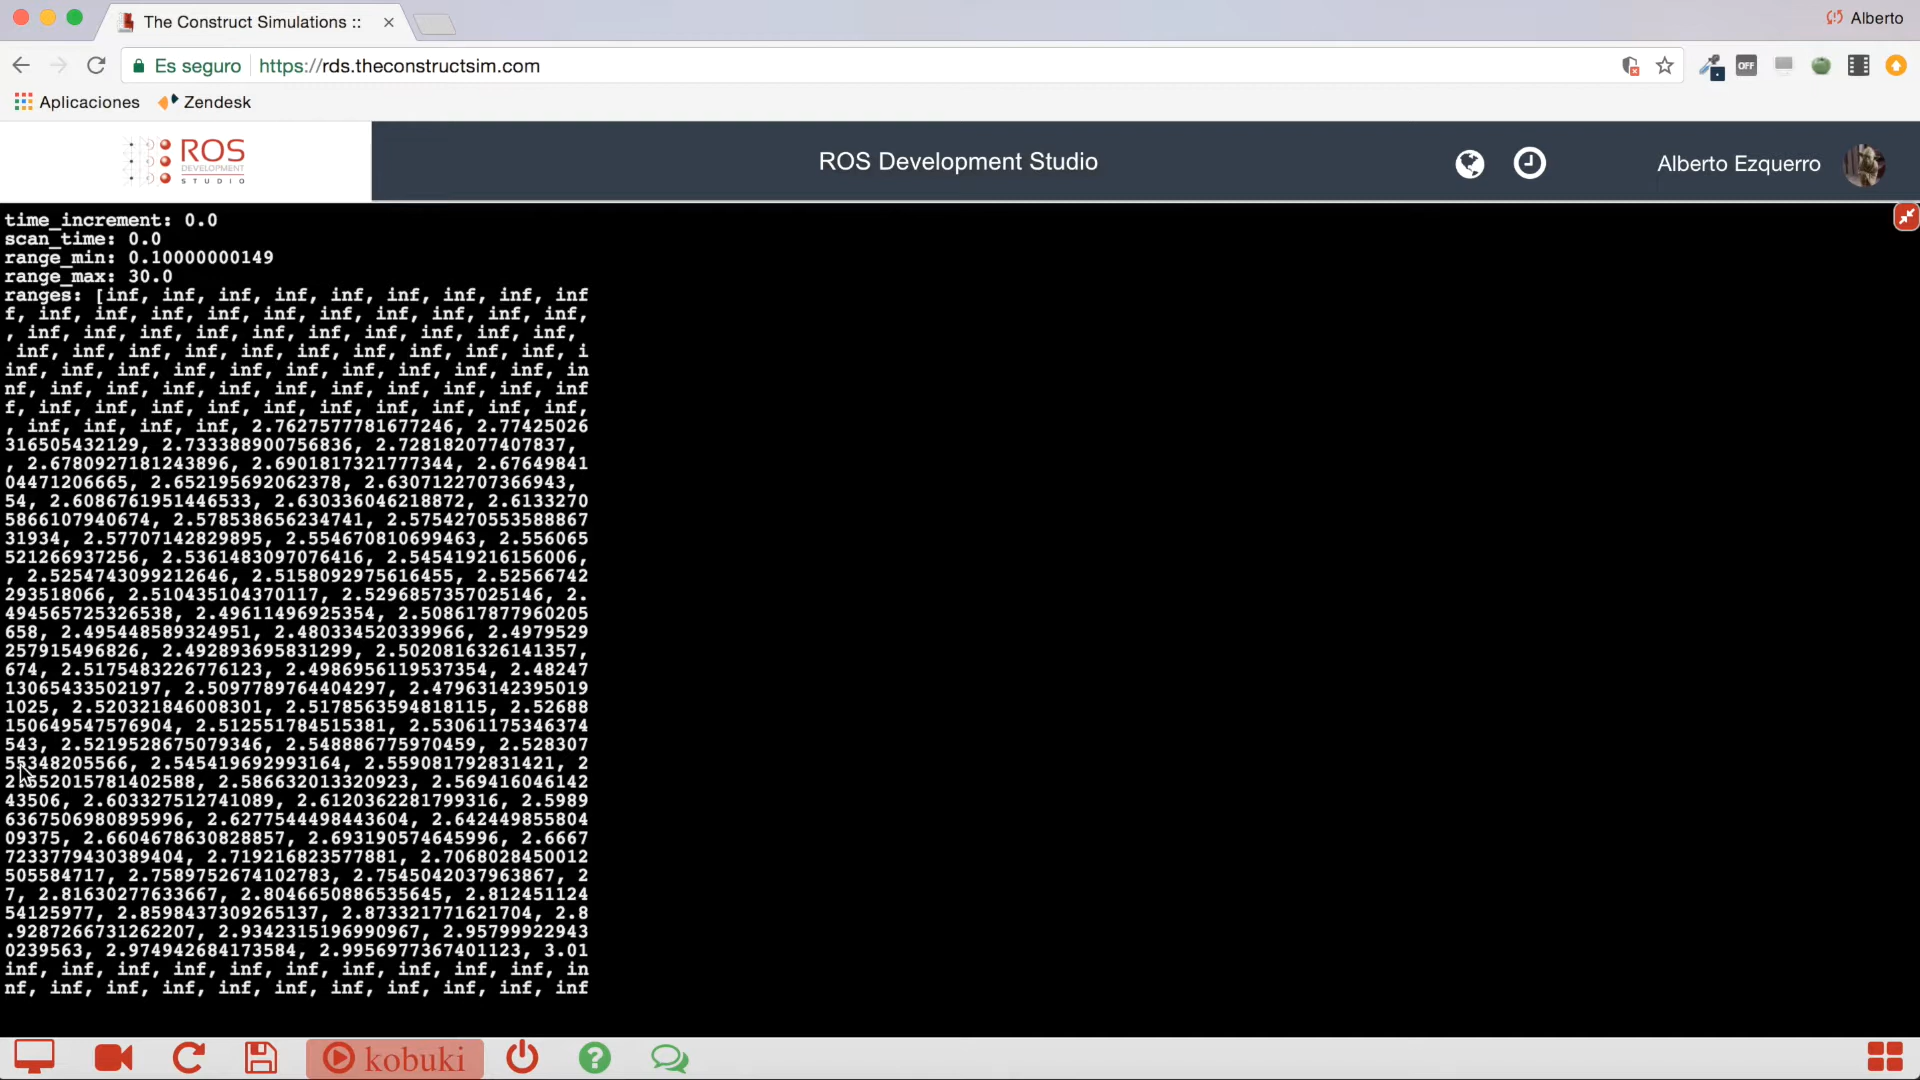 The Construct Simulations ::
Alberto
Es seguro
https://rds.theconstructsim.com
OFF
Aplicaciones
Zendesk
ROS
DEVELOPMENT
STUDIO
ROS Development Studio
Alberto Ezquerro
time_increment: 0.0
scan_time: 0.0
range_min: 0.10000000149
range_max: 30.0
ranges: [inf, inf, inf, inf, inf, inf, inf, inf, inf
f, inf, inf, inf, inf, inf, inf, inf, inf, inf, inf,
, inf, inf, inf, inf, inf, inf, inf, inf, inf, inf,
inf, inf, inf, inf, inf, inf, inf, inf, inf, inf, i
inf, inf, inf, inf, inf, inf, inf, inf, inf, inf, in
nf, inf, inf, inf, inf, inf, inf, inf, inf, inf, inf
f, inf, inf, inf, inf, inf, inf, inf, inf, inf, inf,
, inf, inf, inf, inf, 2.7627577781677246, 2.77425026
316505432129, 2.733388900756836, 2.728182077407837,
, 2.6780927181243896, 2.6901817321777344, 2.67649841
04471206665, 2.652195692062378, 2.6307122707366943,
54, 2.6086761951446533, 2.630336046218872, 2.6133270
5866107940674, 2.578538656234741, 2.5754270553588867
31934, 2.57707142829895, 2.554670810699463, 2.556065
521266937256, 2.5361483097076416, 2.545419216156006,
, 2.5254743099212646, 2.5158092975616455, 2.52566742
293518066, 2.510435104370117, 2.5296857357025146, 2.
494565725326538, 2.49611496925354, 2.508617877960205
658, 2.495448589324951, 2.480334520339966, 2.4979529
257915496826, 2.492893695831299, 2.5020816326141357,
674, 2.5175483226776123, 2.4986956119537354, 2.48247
13065433502197, 2.5097789764404297, 2.47963142395019
1025, 2.520321846008301, 2.5178563594818115, 2.52688
150649547576904, 2.512551784515381, 2.53061175346374
543, 2.5219528675079346, 2.548886775970459, 2.528307
55348205566, 2.545419692993164, 2.559081792831421, 2
552015781402588, 2.586632013320923, 2.569416046142
43506, 2.603327512741089, 2.6120362281799316, 2.5989
6367506980895996, 2.6277544498443604, 2.642449855804
09375, 2.6604678630828857, 2.693190574645996, 2.6667
7233779430389404, 2.719216823577881, 2.7068028450012
505584717, 2.7589752674102783, 2.7545042037963867, 2
7, 2.81630277633667, 2.8046650886535645, 2.812451124
54125977, 2.8598437309265137, 2.873321771621704, 2.8
.9287266731262207, 2.9342315196990967, 2.95799922943
0239563, 2.974942684173584, 2.9956977367401123, 3.01
inf, inf, inf, inf, inf, inf, inf, inf, inf, inf, in
nf, inf, inf, inf, inf, inf, inf, inf, inf, inf, inf
kobuki